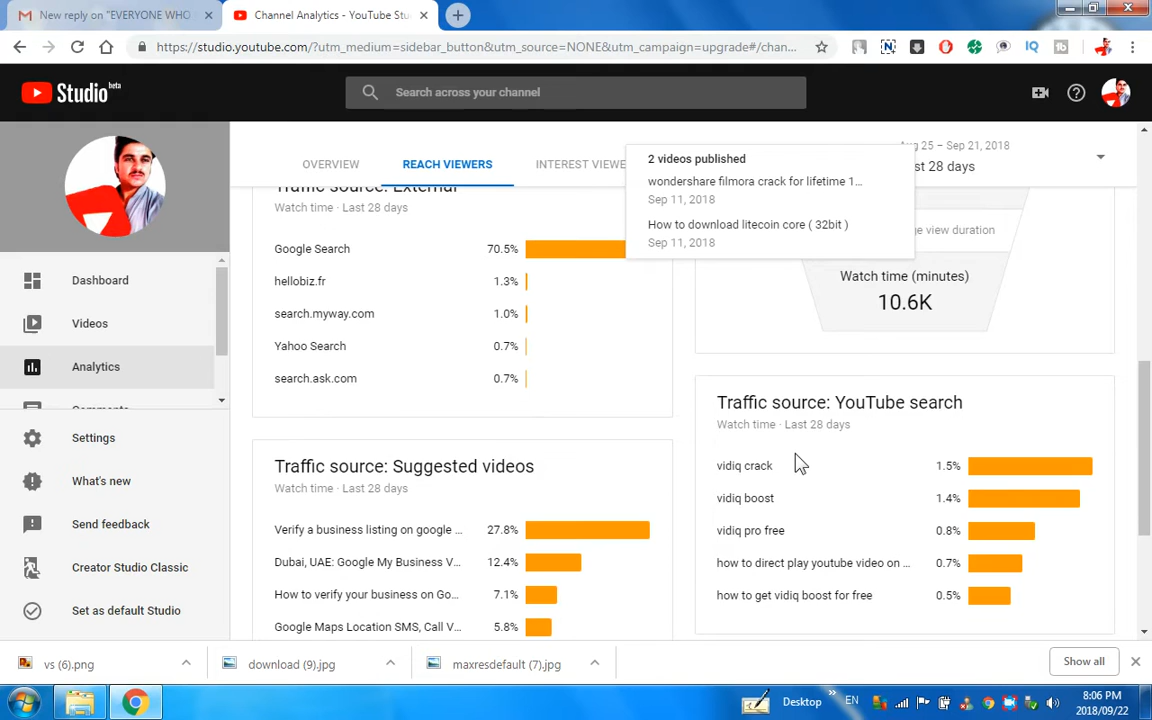 New reply on "EVERYONE WHO
Channel Analytics - YouTube Stu
https://studio.youtube.com/?utm_medium=sidebar_button&utm_source=NONE&utm_campaign=upgrade#/chan...
Studio beta
Search across your channel
OVERVIEW
REACH VIEWERS
INTEREST VIEWE
Aug 25 – Sep 21, 2018
st 28 days
2 videos published
wondershare filmora crack for lifetime 1...
Sep 11, 2018
How to download litecoin core ( 32bit )
Sep 11, 2018
Dashboard
Videos
Analytics
Comments
Settings
What's new
Send feedback
Creator Studio Classic
Set as default Studio
Traffic source: External
Watch time · Last 28 days
Google Search 70.5%
hellobiz.fr 1.3%
search.myway.com 1.0%
Yahoo Search 0.7%
search.ask.com 0.7%
ge view duration
Watch time (minutes)
10.6K
Traffic source: Suggested videos
Watch time · Last 28 days
Verify a business listing on google ... 27.8%
Dubai, UAE: Google My Business V... 12.4%
How to verify your business on Go... 7.1%
Google Maps Location SMS, Call V... 5.8%
Traffic source: YouTube search
Watch time · Last 28 days
vidiq crack 1.5%
vidiq boost 1.4%
vidiq pro free 0.8%
how to direct play youtube video on ... 0.7%
how to get vidiq boost for free 0.5%
vs (6).png
download (9).jpg
maxresdefault (7).jpg
Show all
Desktop
EN
8:06 PM
2018/09/22